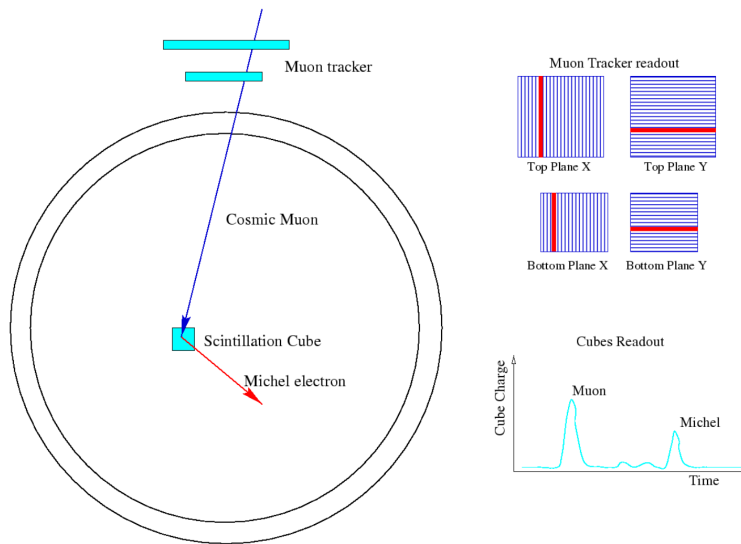 Muon tracker
Cosmic Muon
Scintillation Cube
Michel electron
Muon Tracker readout
Top Plane X
Top Plane Y
Bottom Plane X
Bottom Plane Y
Cubes Readout
Cube Charge
Muon
Michel
Time